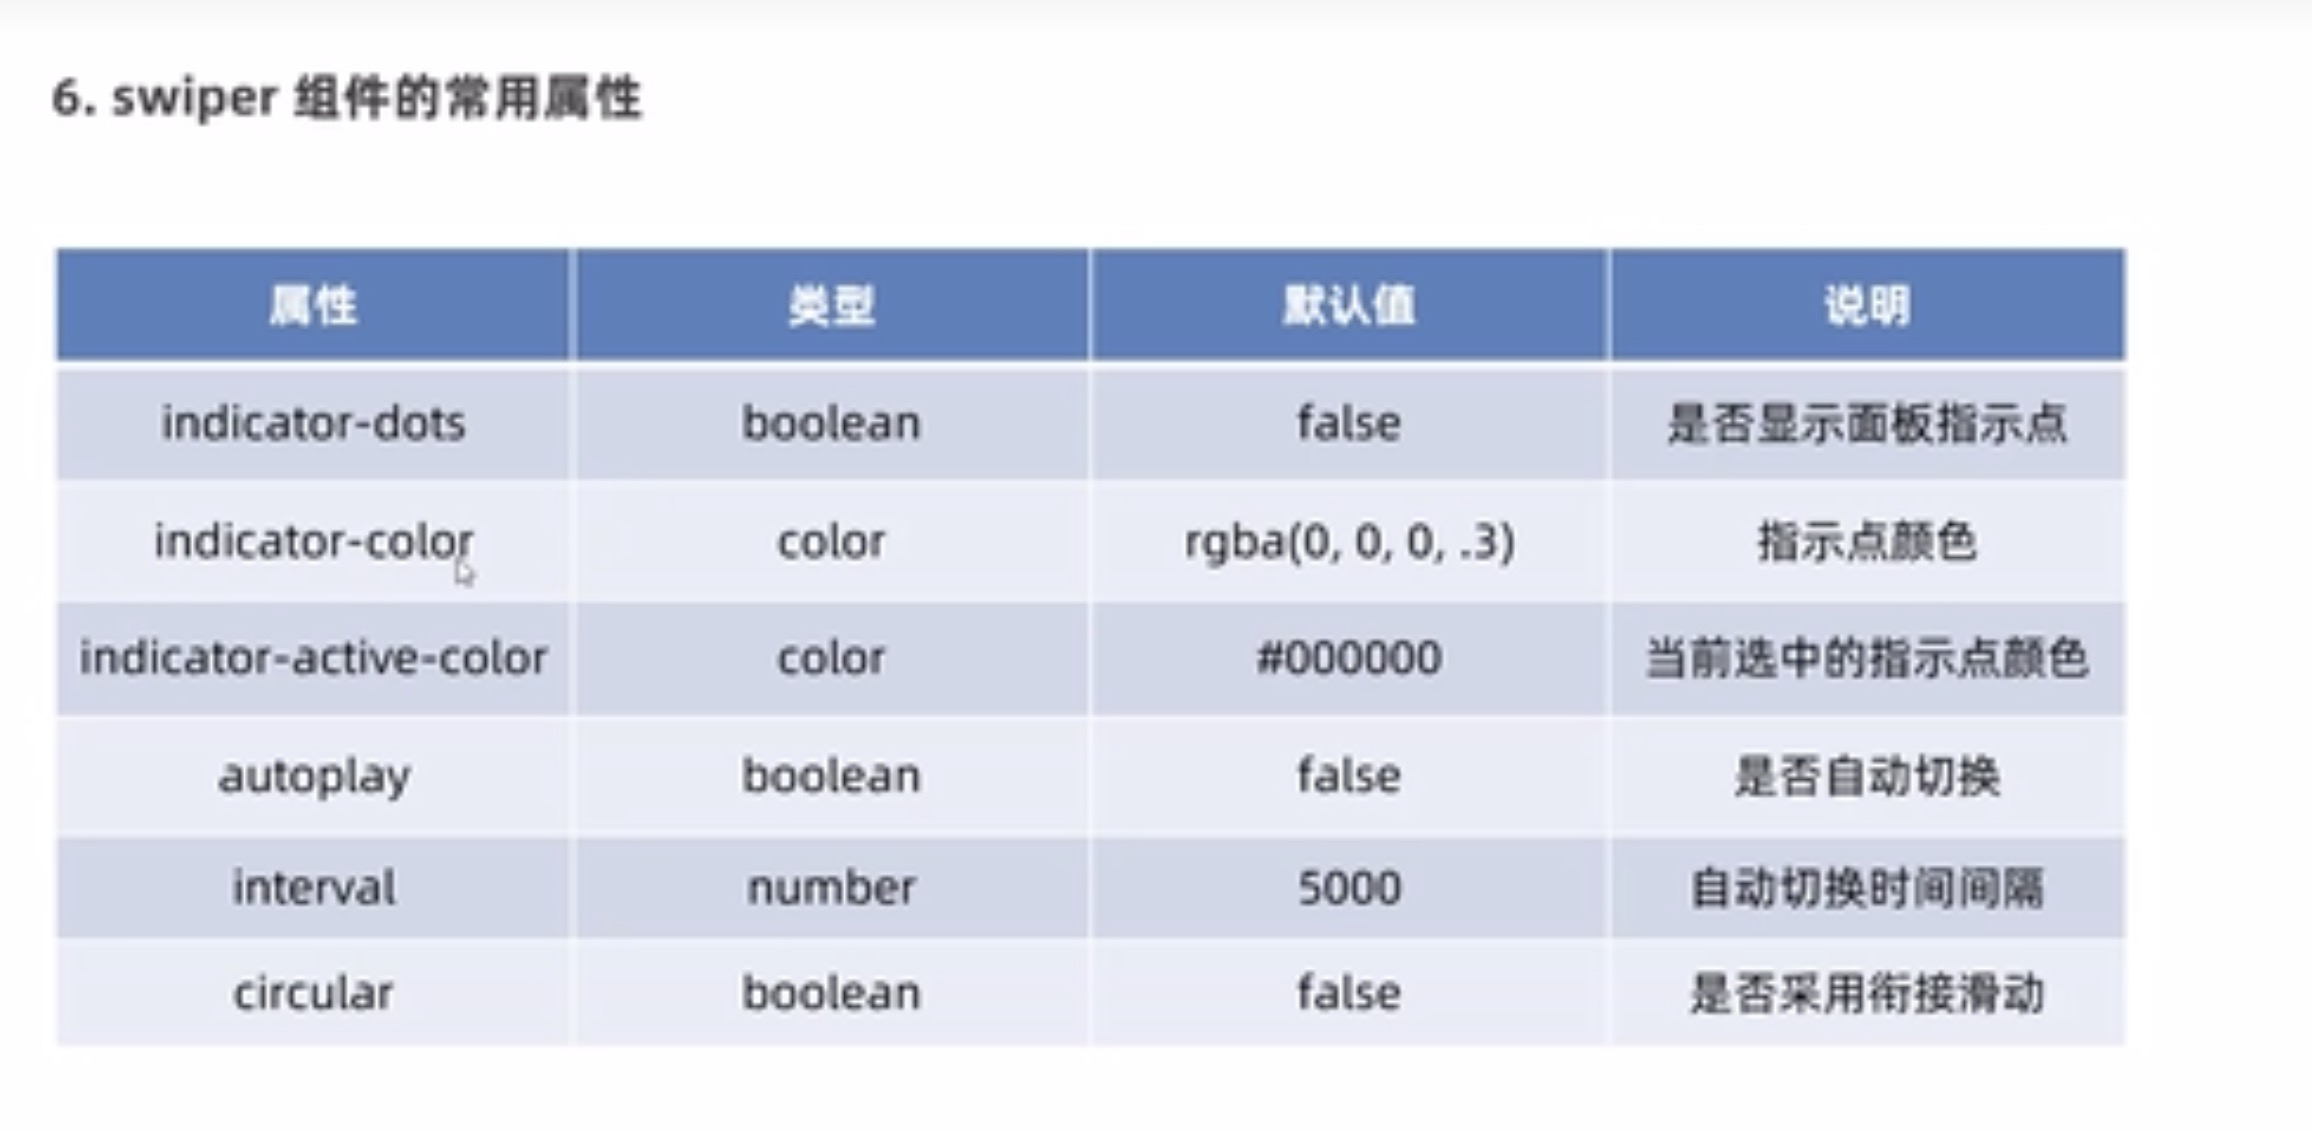 6. swiper 组件的常用属性
属性 类型 默认值 说明
indicator-dots boolean false 是否显示面板指示点
indicator-color color rgba(0, 0, 0, .3) 指示点颜色
indicator-active-color color #000000 当前选中的指示点颜色
autoplay boolean false 是否自动切换
interval number 5000 自动切换时间间隔
circular boolean false 是否采用衔接滑动